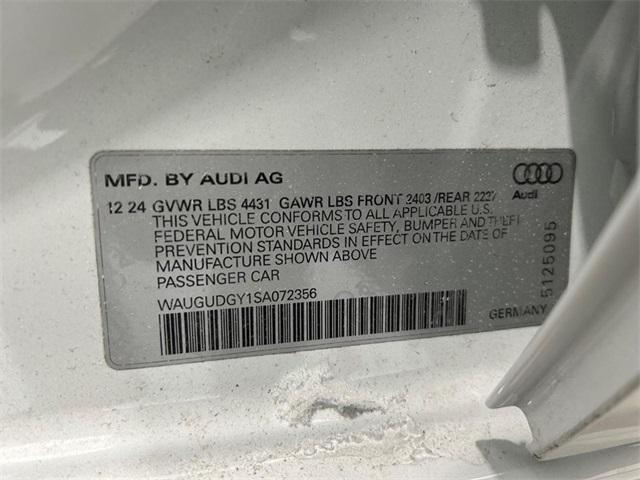 MFD. BY AUDI AG
12 24 GVWR LBS 4431 GAWR LBS FRONT 2403 /REAR 2227
THIS VEHICLE CONFORMS TO ALL APPLICABLE U.S.
FEDERAL MOTOR VEHICLE SAFETY, BUMPER AND THEFT
PREVENTION STANDARDS IN EFFECT ON THE DATE OF
MANUFACTURE SHOWN ABOVE
PASSENGER CAR
WAUGUDGY1SA072356
Audi
GERMANY
5125095